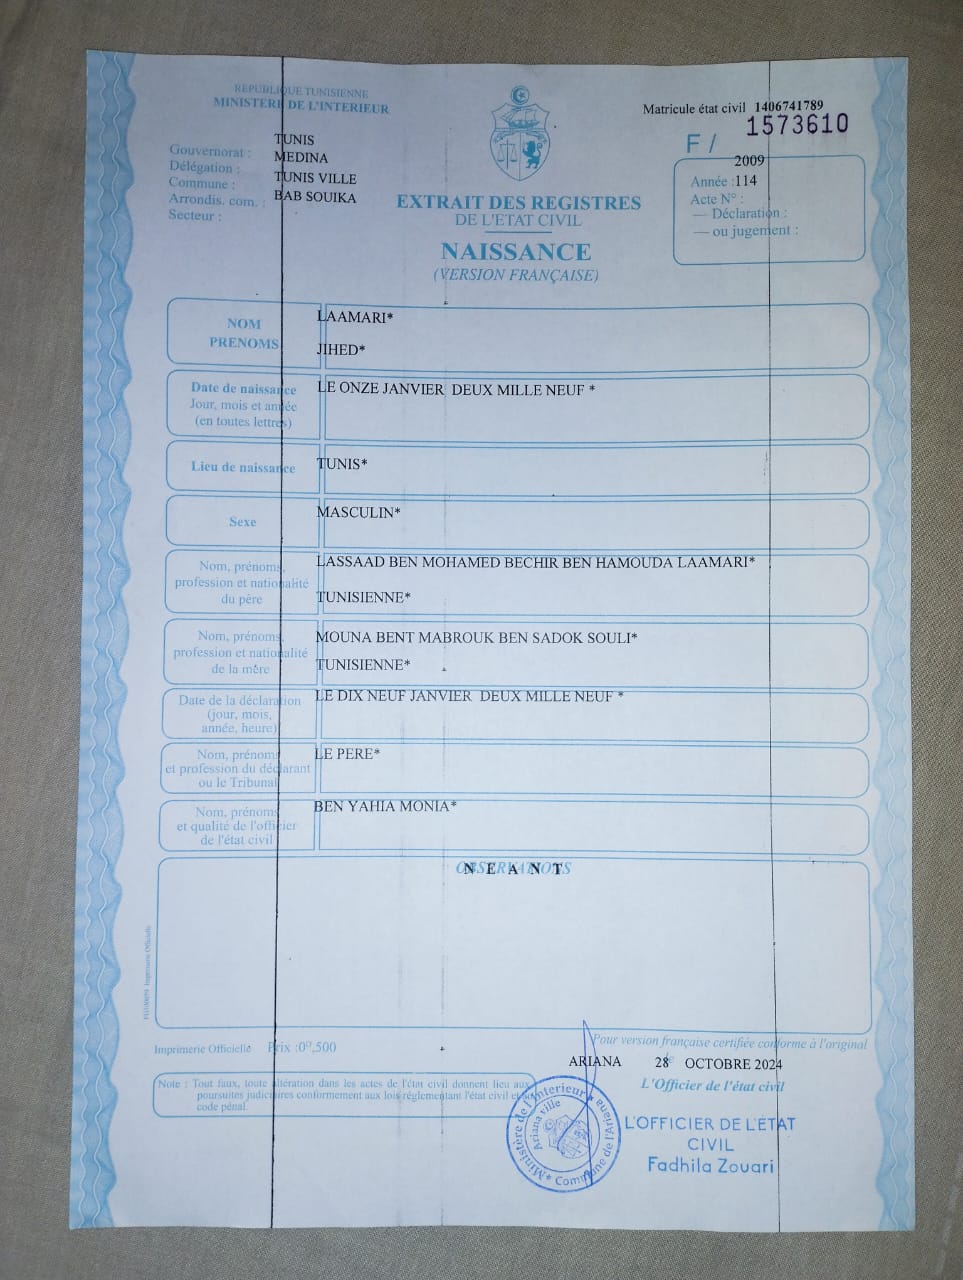 REPUBLIQUE TUNISIENNE
MINISTERE DE L'INTERIEUR
Matricule état civil 1406741789
F / 1573610
Gouvernorat : TUNIS
Délégation : MEDINA
Commune : TUNIS VILLE
Arrondis. com. : BAB SOUIKA
Secteur :
2009
Année :114
Acte N° :
— Déclaration :
— ou jugement :
EXTRAIT DES REGISTRES
DE L'ETAT CIVIL
NAISSANCE
(VERSION FRANÇAISE)
NOM
PRENOMS
LAAMARI*
JIHED*
Date de naissance
Jour, mois et année
(en toutes lettres)
LE ONZE JANVIER DEUX MILLE NEUF *
Lieu de naissance
TUNIS*
Sexe
MASCULIN*
Nom, prénoms,
profession et nationalité
du père
LASSAAD BEN MOHAMED BECHIR BEN HAMOUDA LAAMARI*
TUNISIENNE*
Nom, prénoms,
profession et nationalité
de la mère
MOUNA BENT MABROUK BEN SADOK SOULI*
TUNISIENNE*
Date de la déclaration
(jour, mois,
année, heure)
LE DIX NEUF JANVIER DEUX MILLE NEUF *
Nom, prénoms
et profession du déclarant
ou le Tribunal
LE PERE*
Nom, prénoms
et qualité de l'officier
de l'état civil
BEN YAHIA MONIA*
OBSERVATIONS
N E A N T
Imprimerie Officielle
Imprimerie Officielle Prix :0ᴰ,500
Pour version française certifiée conforme à l'original
ARIANA le 28 OCTOBRE 2024
L'Officier de l'état civil
Note : Tout faux, toute altération dans les actes de l'état civil donnent lieu aux
poursuites judiciaires conformement aux lois réglementant l'état civil et
code pénal.
Ministère de l'Interieur
Commune de l'Ariana
Ariana ville
L'OFFICIER DE L'ÉTAT
CIVIL
Fadhila Zouari